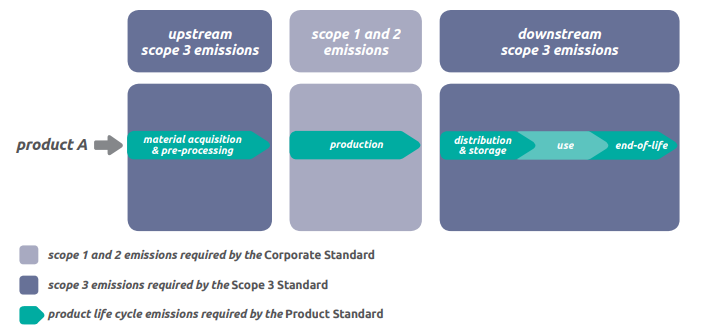 upstream
scope 3 emissions
scope 1 and 2
emissions
downstream
scope 3 emissions
product A
material acquisition
& pre-processing
production
distribution
& storage
use
end-of-life
scope 1 and 2 emissions required by the Corporate Standard
scope 3 emissions required by the Scope 3 Standard
product life cycle emissions required by the Product Standard